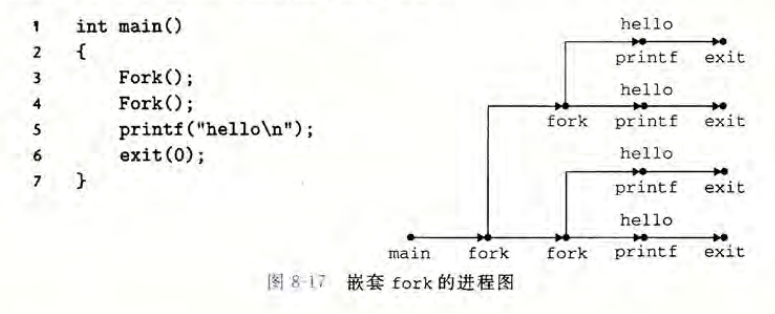 1 int main()
2 {
3 Fork();
4 Fork();
5 printf("hello\n");
6 exit(0);
7 }
hello
printf exit
hello
fork printf exit
hello
printf exit
hello
main fork fork printf exit
图 8-17 嵌套 fork 的进程图